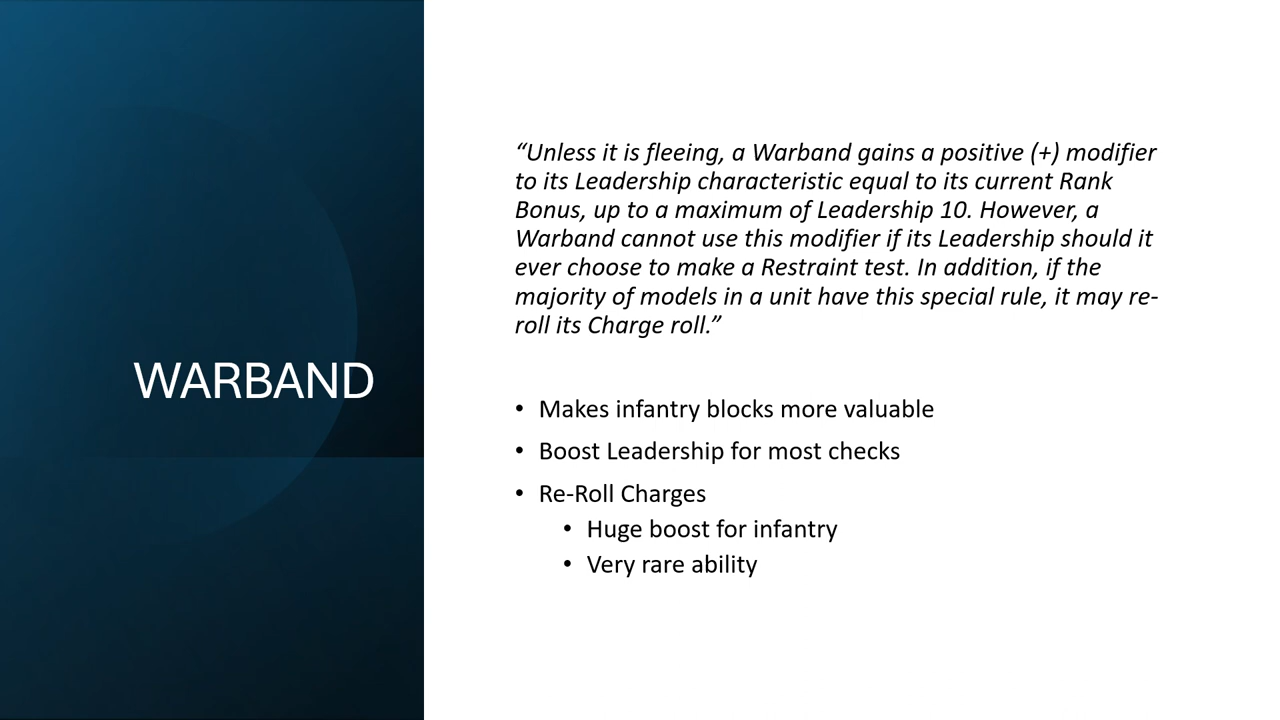 WARBAND
“Unless it is fleeing, a Warband gains a positive (+) modifier
to its Leadership characteristic equal to its current Rank
Bonus, up to a maximum of Leadership 10. However, a
Warband cannot use this modifier if its Leadership should it
ever choose to make a Restraint test. In addition, if the
majority of models in a unit have this special rule, it may re-
roll its Charge roll.”
• Makes infantry blocks more valuable
• Boost Leadership for most checks
• Re-Roll Charges
• Huge boost for infantry
• Very rare ability